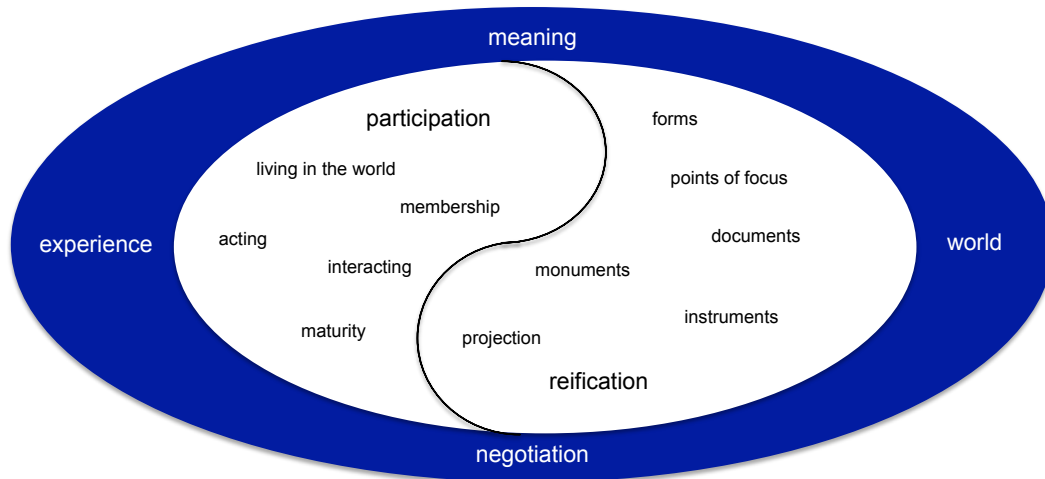 meaning
participation
forms
living in the world
points of focus
membership
acting
documents
experience
world
interacting
monuments
maturity
instruments
projection
reification
negotiation